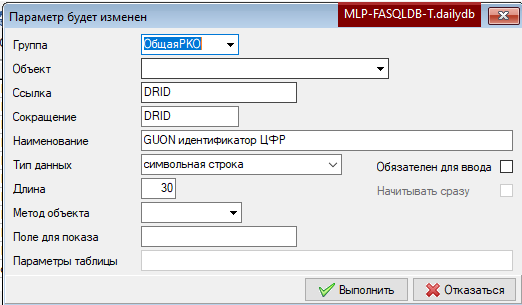 Параметр будет изменен MLP-FASQLDB-T.dailydb
Группа ОбщаяРКО
Объект
Ссылка DRID
Сокращение DRID
Наименование GUON идентификатор ЦФР
Тип данных символьная строка Обязателен для ввода
Длина 30 Начитывать сразу
Метод объекта
Поле для показа
Параметры таблицы
Выполнить Отказаться